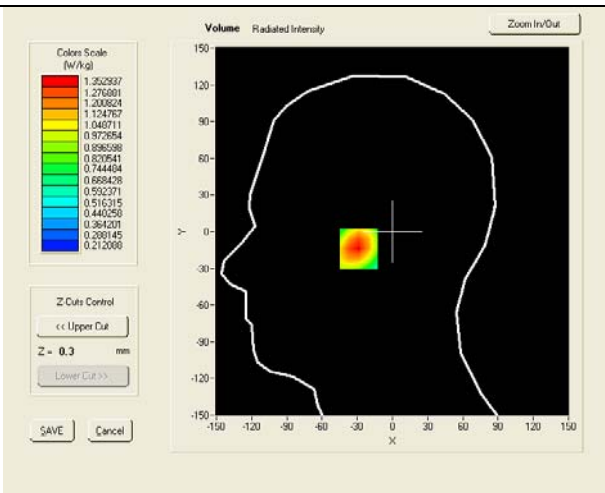 Volume Radiated Intensity
Zoom In/Out
Colors Scale
(W/kg)
1.352937
1.276881
1.200824
1.124767
1.048711
0.972654
0.896598
0.820541
0.744484
0.668428
0.592371
0.516315
0.440258
0.364201
0.288145
0.212088
Z Cuts Control
<< Upper Cut
Z = 0.3 mm
Lower Cut >>
SAVE Cancel
150
120
90
60
30
0
-30
-60
-90
-120
-150
Y
-150 -120 -90 -60 -30 0 30 60 90 120 150
X